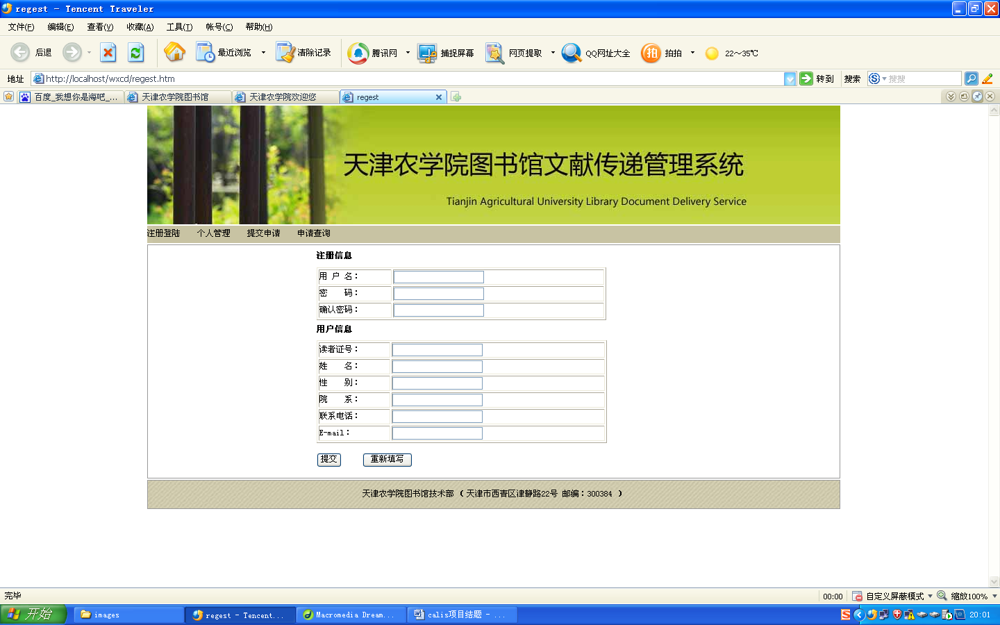 regest - Tencent Traveler
文件(F) 编辑(E) 查看(V) 收藏(A) 工具(T) 帐号(C) 帮助(H)
后退 最近浏览 清除记录 腾讯网 捕捉屏幕 网页提取 QQ网址大全 拍拍 22～35℃
地址 http://localhost/wxcd/regest.htm 转到 搜索 搜搜
百度_我想你是海吧_... 天津农学院图书馆 天津农学院欢迎您 regest
天津农学院图书馆文献传递管理系统
Tianjin Agricultural University Library Document Delivery Service
注册登陆 个人管理 提交申请 申请查询
注册信息
用 户 名：
密 码：
确认密码：
用户信息
读者证号：
姓 名：
性 别：
院 系：
联系电话：
E-mail：
提交 重新填写
天津农学院图书馆技术部 （ 天津市西青区津静路22号 邮编：300384 ）
完毕 00:00 自定义屏蔽模式 缩放100%
开始 images regest - Tencent... Macromedia Dream... calis项目结题 - ... 20:01